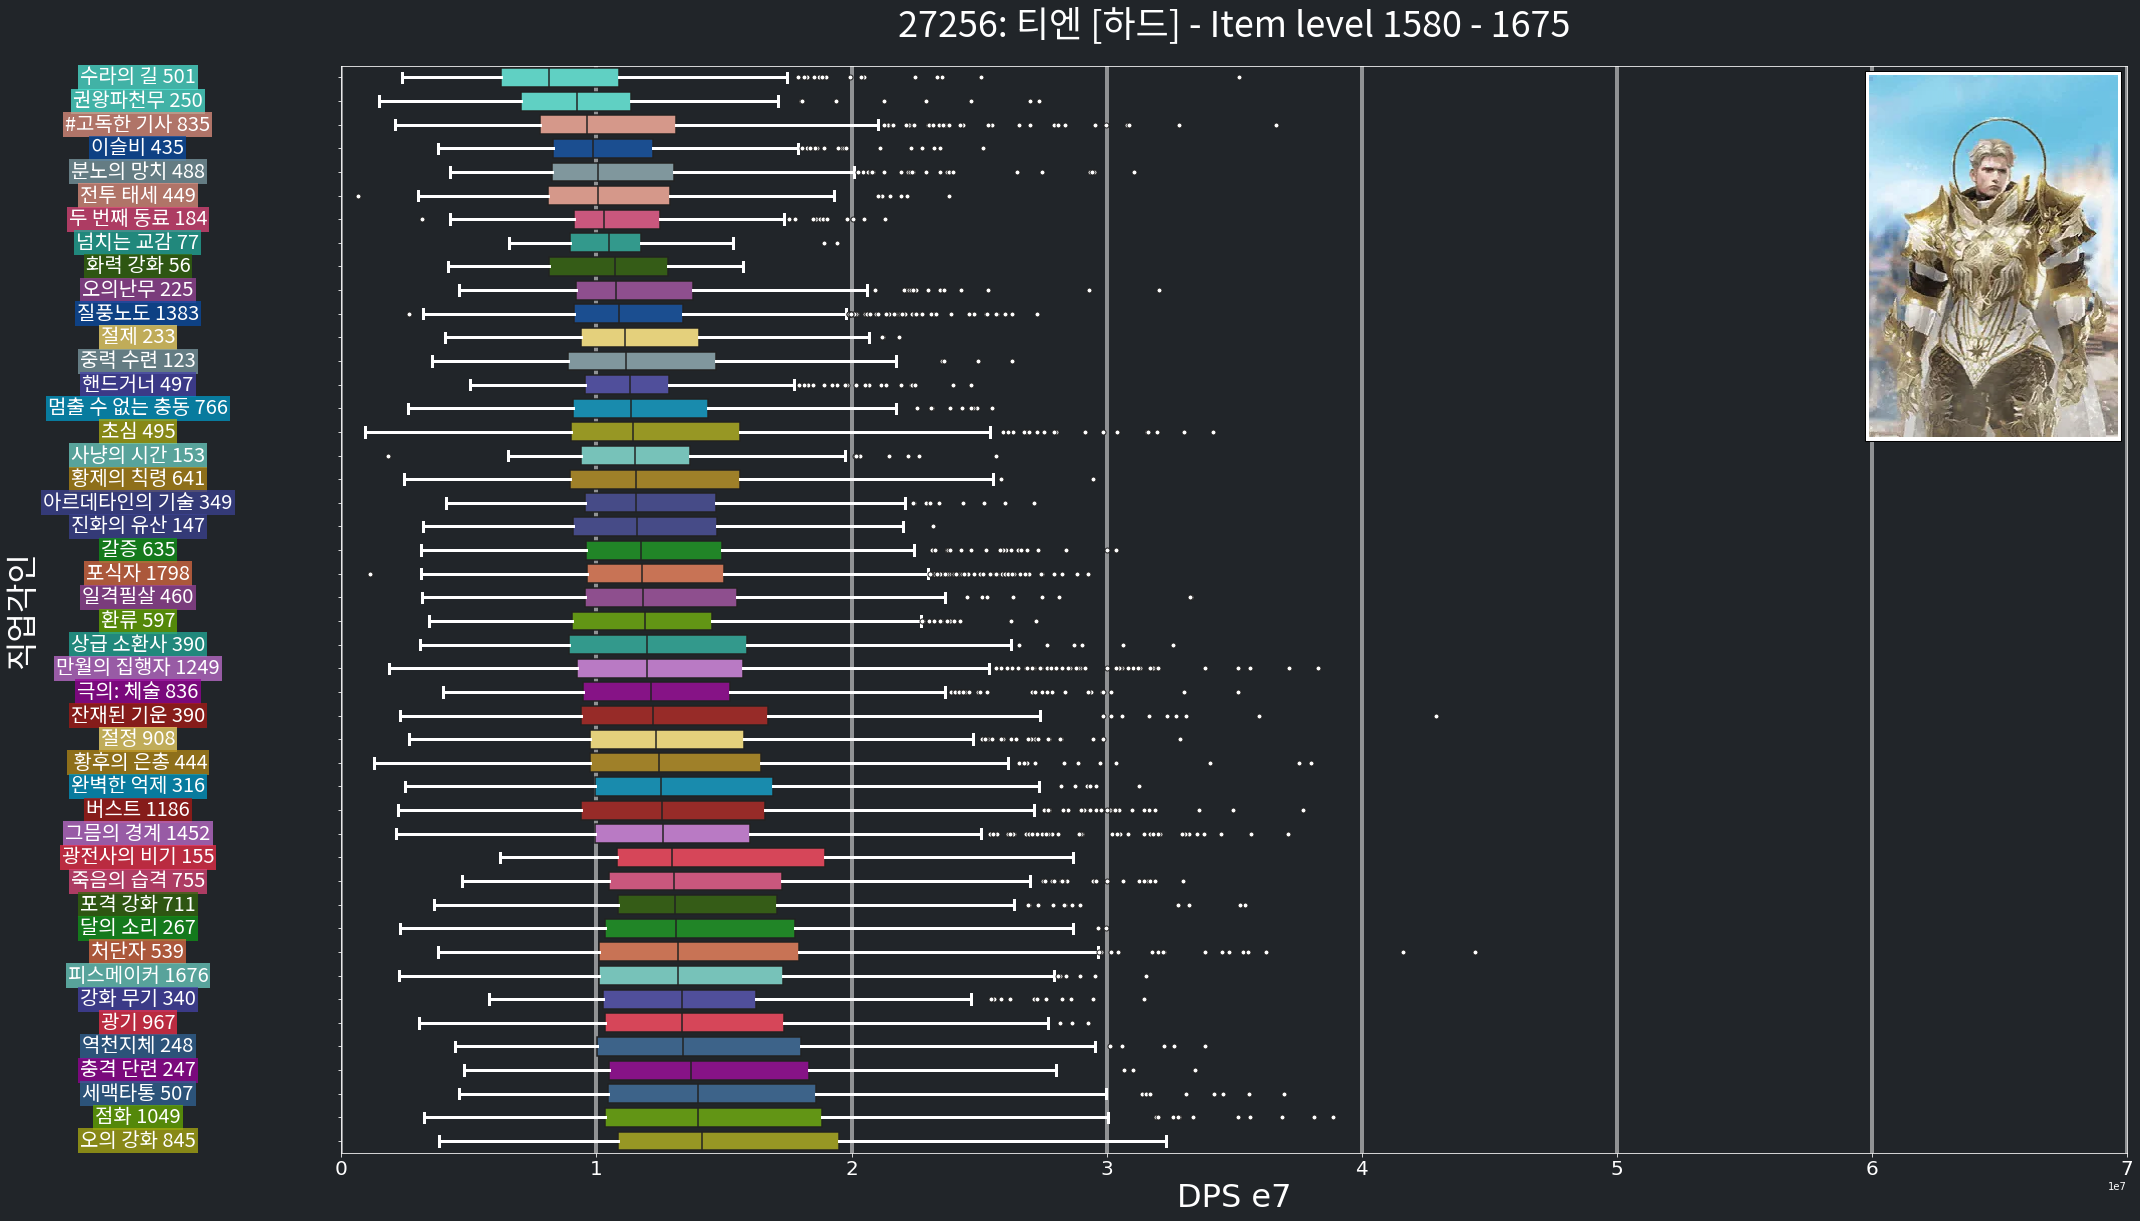 27256: 티엔 [하드] - Item level 1580 - 1675
수라의 길 501
권왕파천무 250
#고독한 기사 835
이슬비 435
분노의 망치 488
전투 태세 449
두 번째 동료 184
넘치는 교감 77
화력 강화 56
오의난무 225
질풍노도 1383
절제 233
중력 수련 123
핸드거너 497
멈출 수 없는 충동 766
초심 495
사냥의 시간 153
황제의 칙령 641
아르데타인의 기술 349
진화의 유산 147
갈증 635
포식자 1798
일격필살 460
환류 597
상급 소환사 390
만월의 집행자 1249
극의: 체술 836
잔재된 기운 390
절정 908
황후의 은총 444
완벽한 억제 316
버스트 1186
그믐의 경계 1452
광전사의 비기 155
죽음의 습격 755
포격 강화 711
달의 소리 267
처단자 539
피스메이커 1676
강화 무기 340
광기 967
역천지체 248
충격 단련 247
세맥타통 507
점화 1049
오의 강화 845
직업각인
0 1 2 3 4 5 6 7
DPS e7
1e7